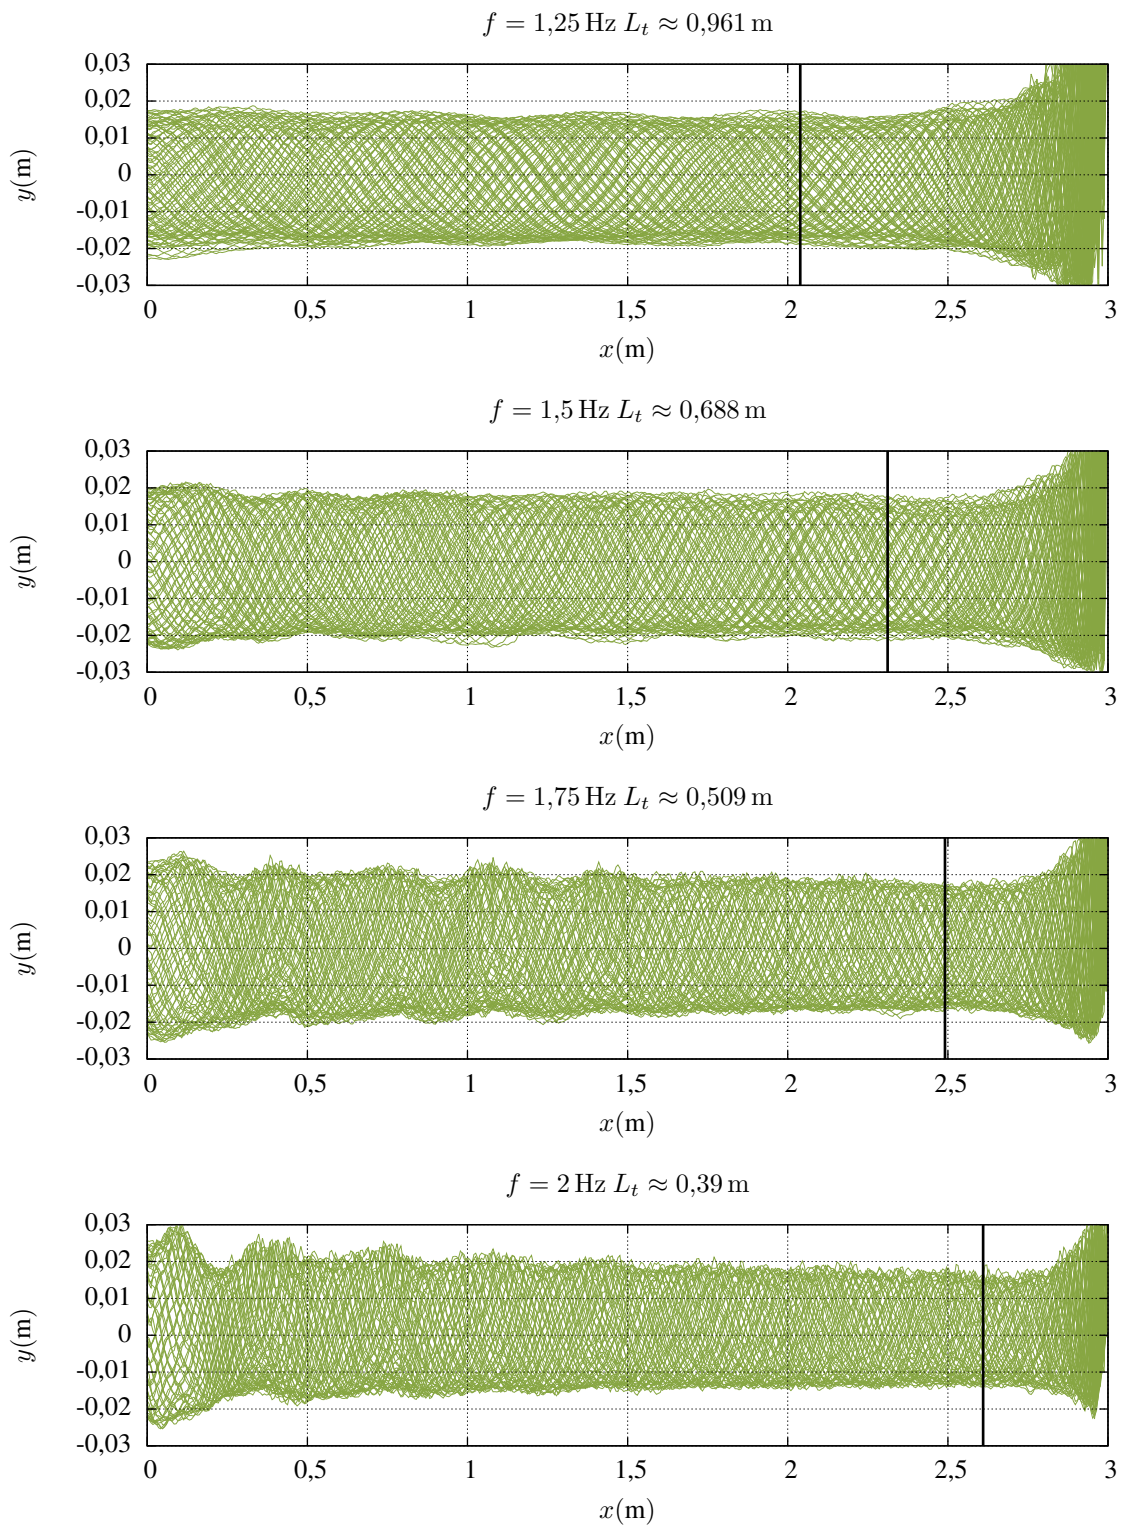 f = 1,25 Hz L_t ≈ 0,961 m
0,03
0,02
0,01
0
-0,01
-0,02
-0,03
y(m)
0 0,5 1 1,5 2 2,5 3
x(m)
f = 1,5 Hz L_t ≈ 0,688 m
0,03
0,02
0,01
0
-0,01
-0,02
-0,03
y(m)
0 0,5 1 1,5 2 2,5 3
x(m)
f = 1,75 Hz L_t ≈ 0,509 m
0,03
0,02
0,01
0
-0,01
-0,02
-0,03
y(m)
0 0,5 1 1,5 2 2,5 3
x(m)
f = 2 Hz L_t ≈ 0,39 m
0,03
0,02
0,01
0
-0,01
-0,02
-0,03
y(m)
0 0,5 1 1,5 2 2,5 3
x(m)